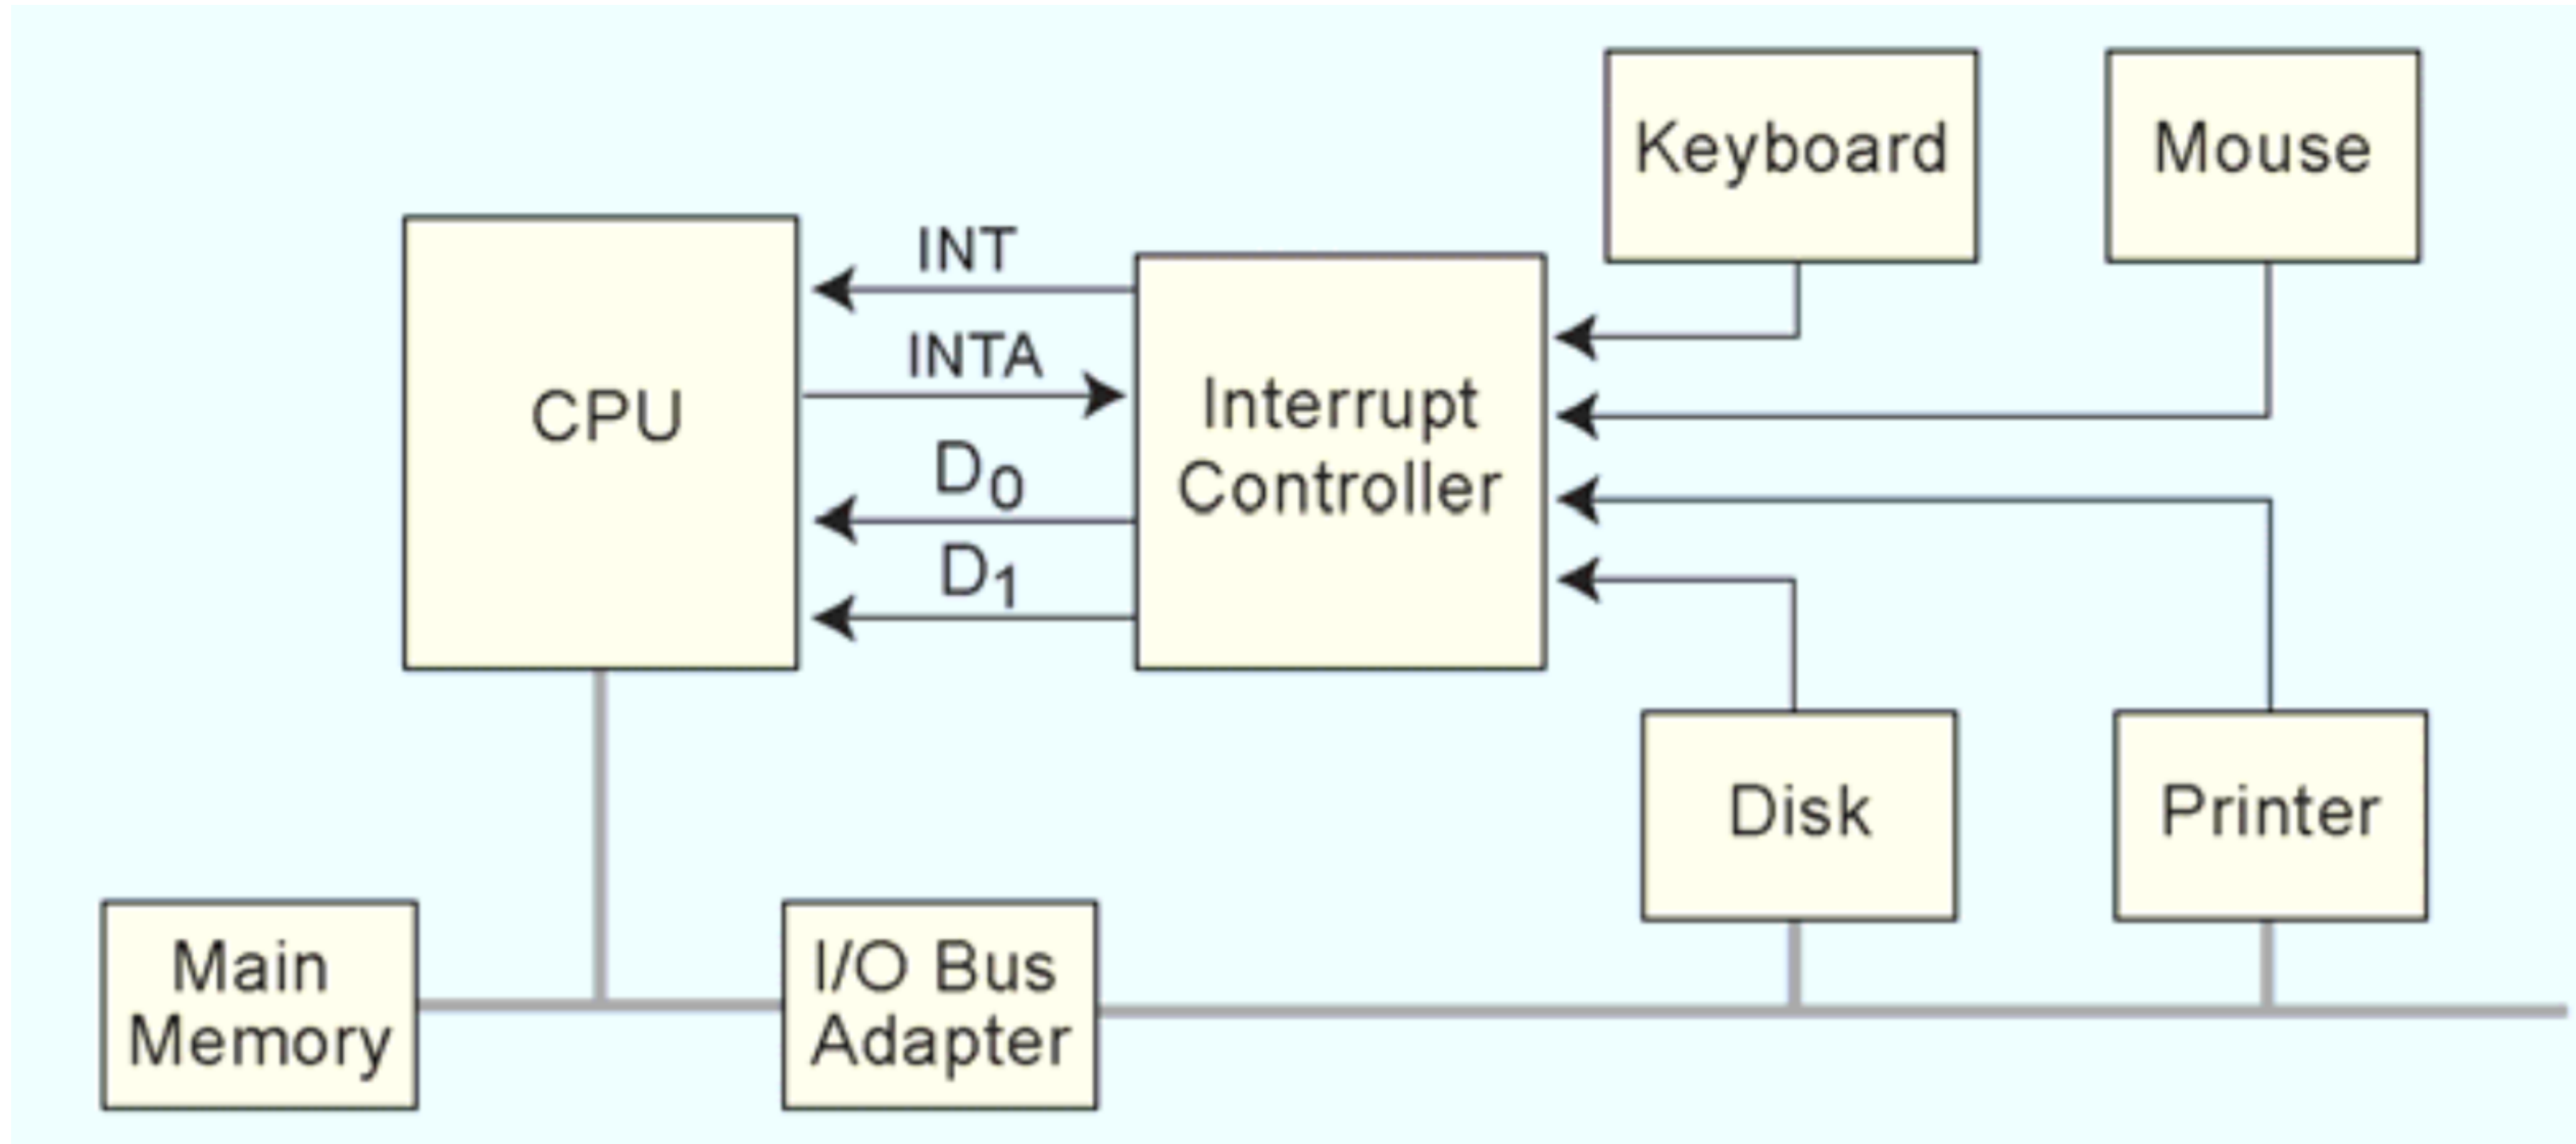 Keyboard
Mouse
INT
INTA
CPU
Interrupt
Controller
D0
D1
Disk
Printer
Main
Memory
I/O Bus
Adapter